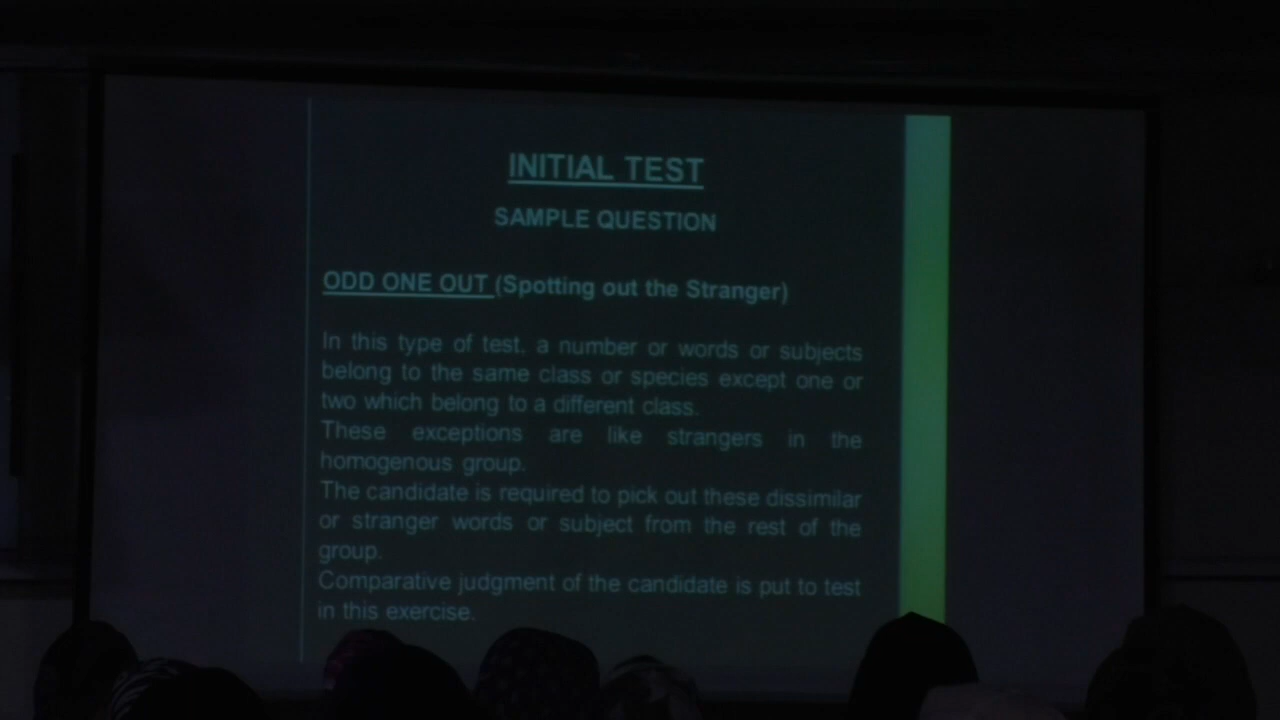 INITIAL TEST
SAMPLE QUESTION
ODD ONE OUT (Spotting out the Stranger)
In this type of test, a number or words or subjects
belong to the same class or species except one or
two which belong to a different class.
These exceptions are like strangers in the
homogenous group.
The candidate is required to pick out these dissimilar
or stranger words or subject from the rest of the
group.
Comparative judgment of the candidate is put to test
in this exercise.